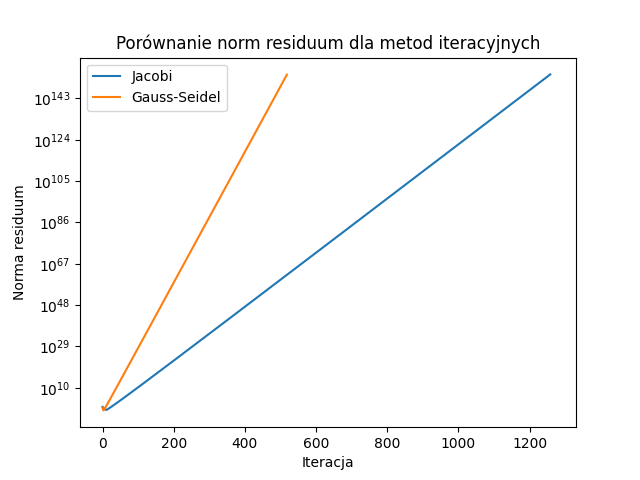 Porównanie norm residuum dla metod iteracyjnych
Jacobi
Gauss-Seidel
Norma residuum
10^143
10^124
10^105
10^86
10^67
10^48
10^29
10^10
0 200 400 600 800 1000 1200
Iteracja